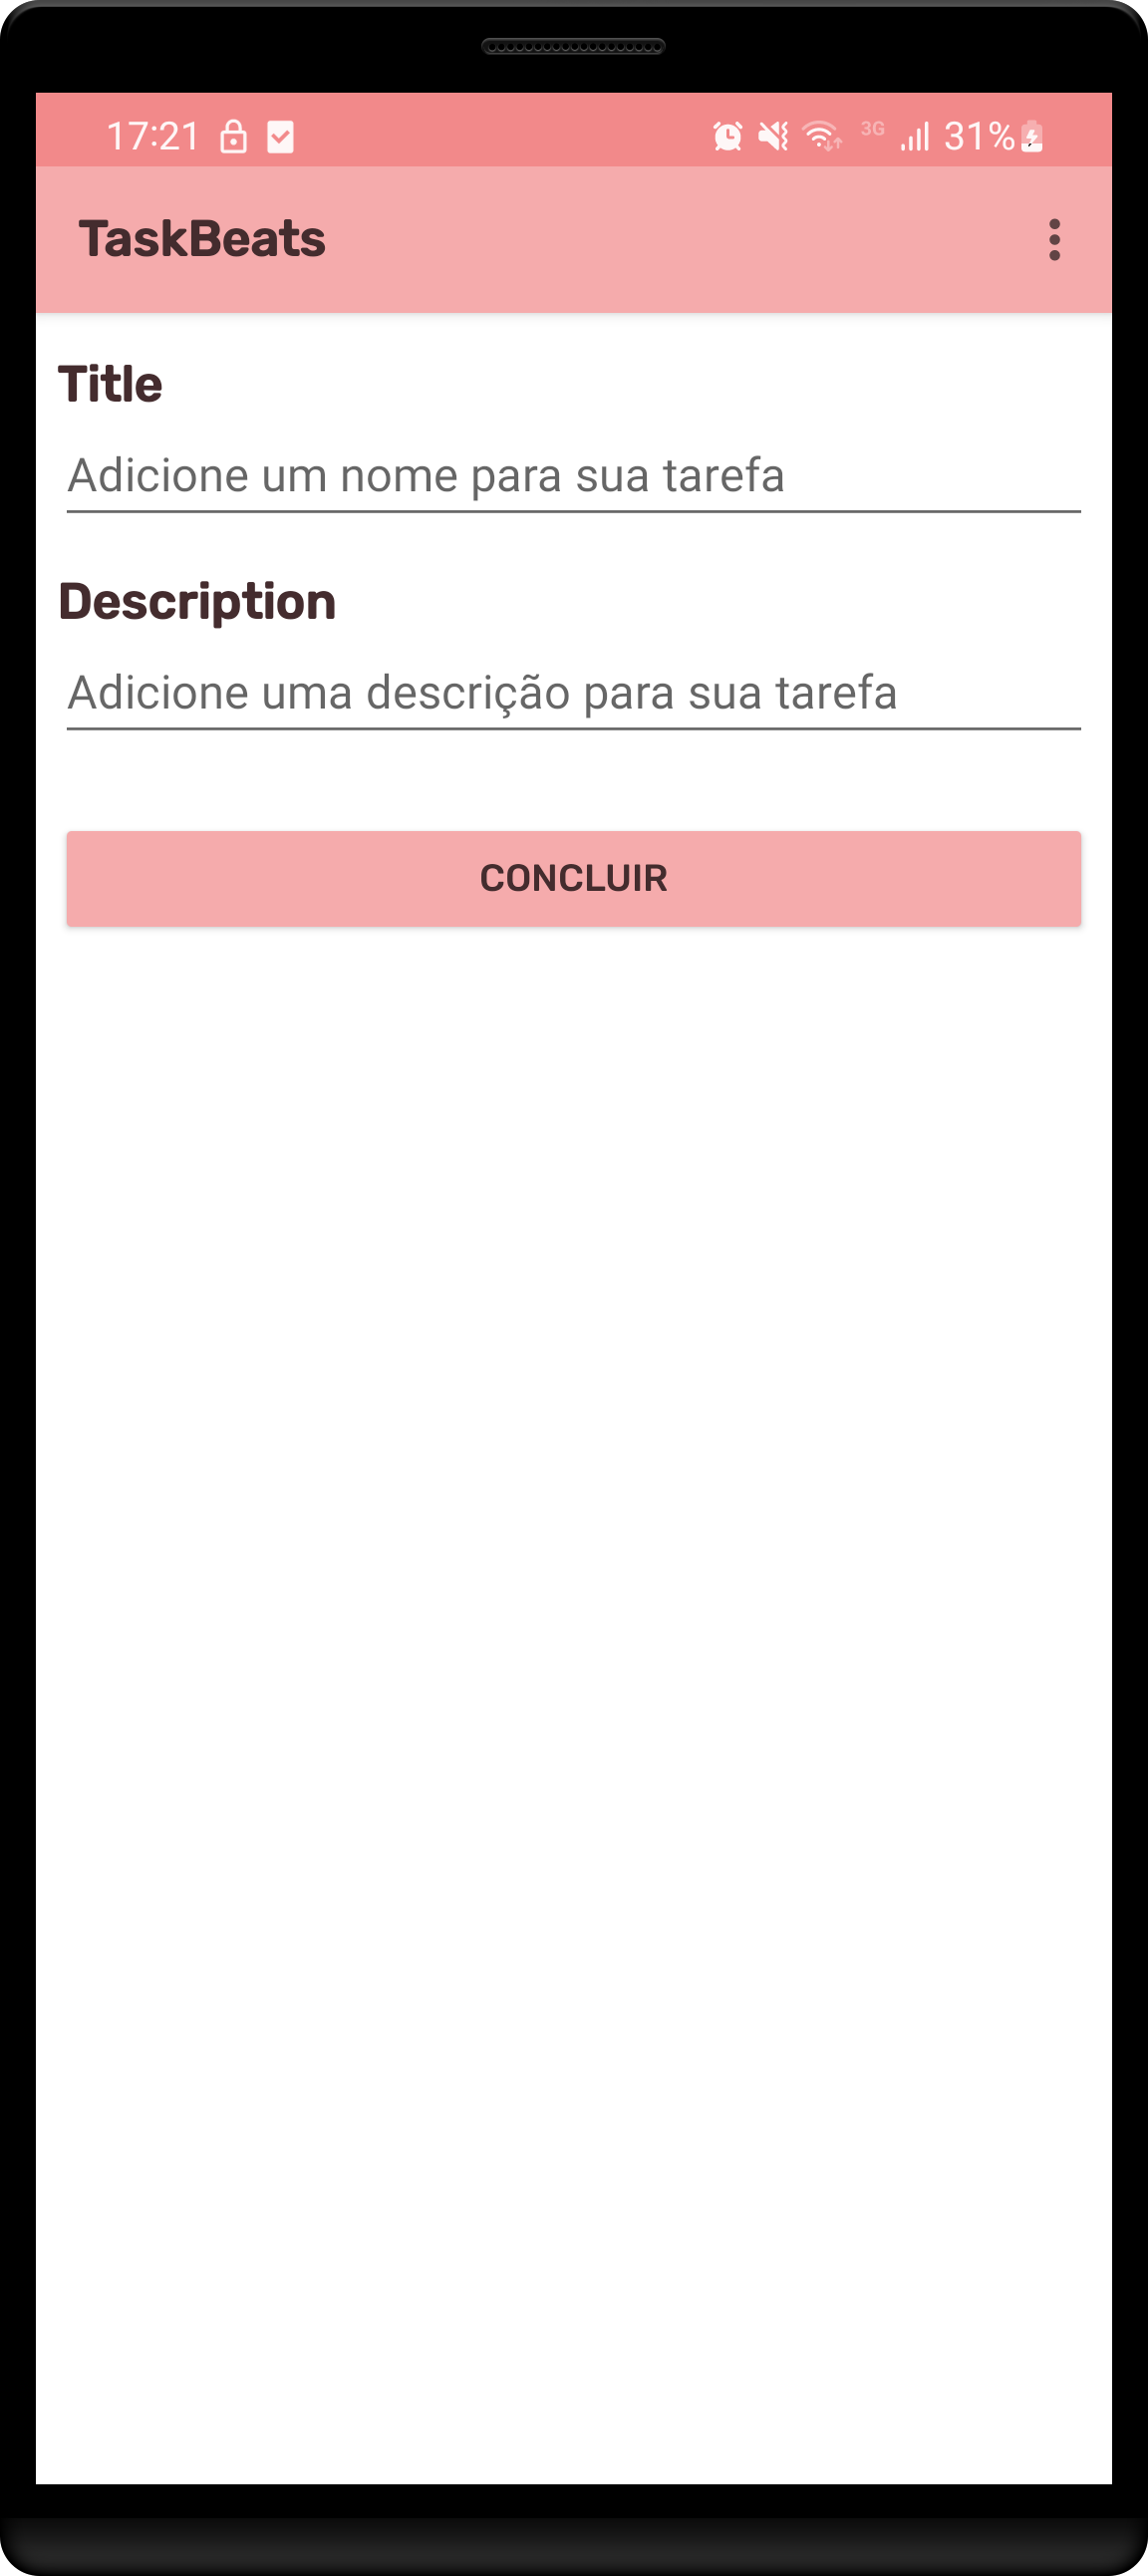 17:21 3G 31%
TaskBeats
Title
Adicione um nome para sua tarefa
Description
Adicione uma descrição para sua tarefa
CONCLUIR